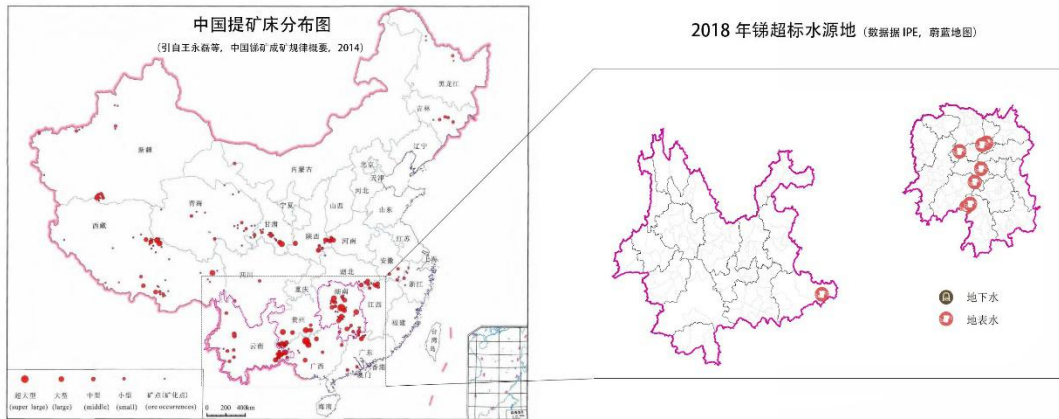 中国提矿床分布图
(引自王永磊等，中国锑矿成矿规律概要，2014)
黑龙江
吉林
辽宁
新疆
内蒙古
北京
天津
河北
山西
山东
宁夏
青海
甘肃
陕西
河南
江苏
西藏
安徽
上海
四川
湖北
浙江
重庆
湖南
江西
贵州
福建
云南
台湾
广西
广东
香港
澳门
海南
超大型 大型 中型 小型 矿点(矿化点)
(super large) (large) (middle) (small) (ore occurrences)
0 200 400km
2018 年锑超标水源地 (数据据 IPE，蔚蓝地图)
地下水
地表水